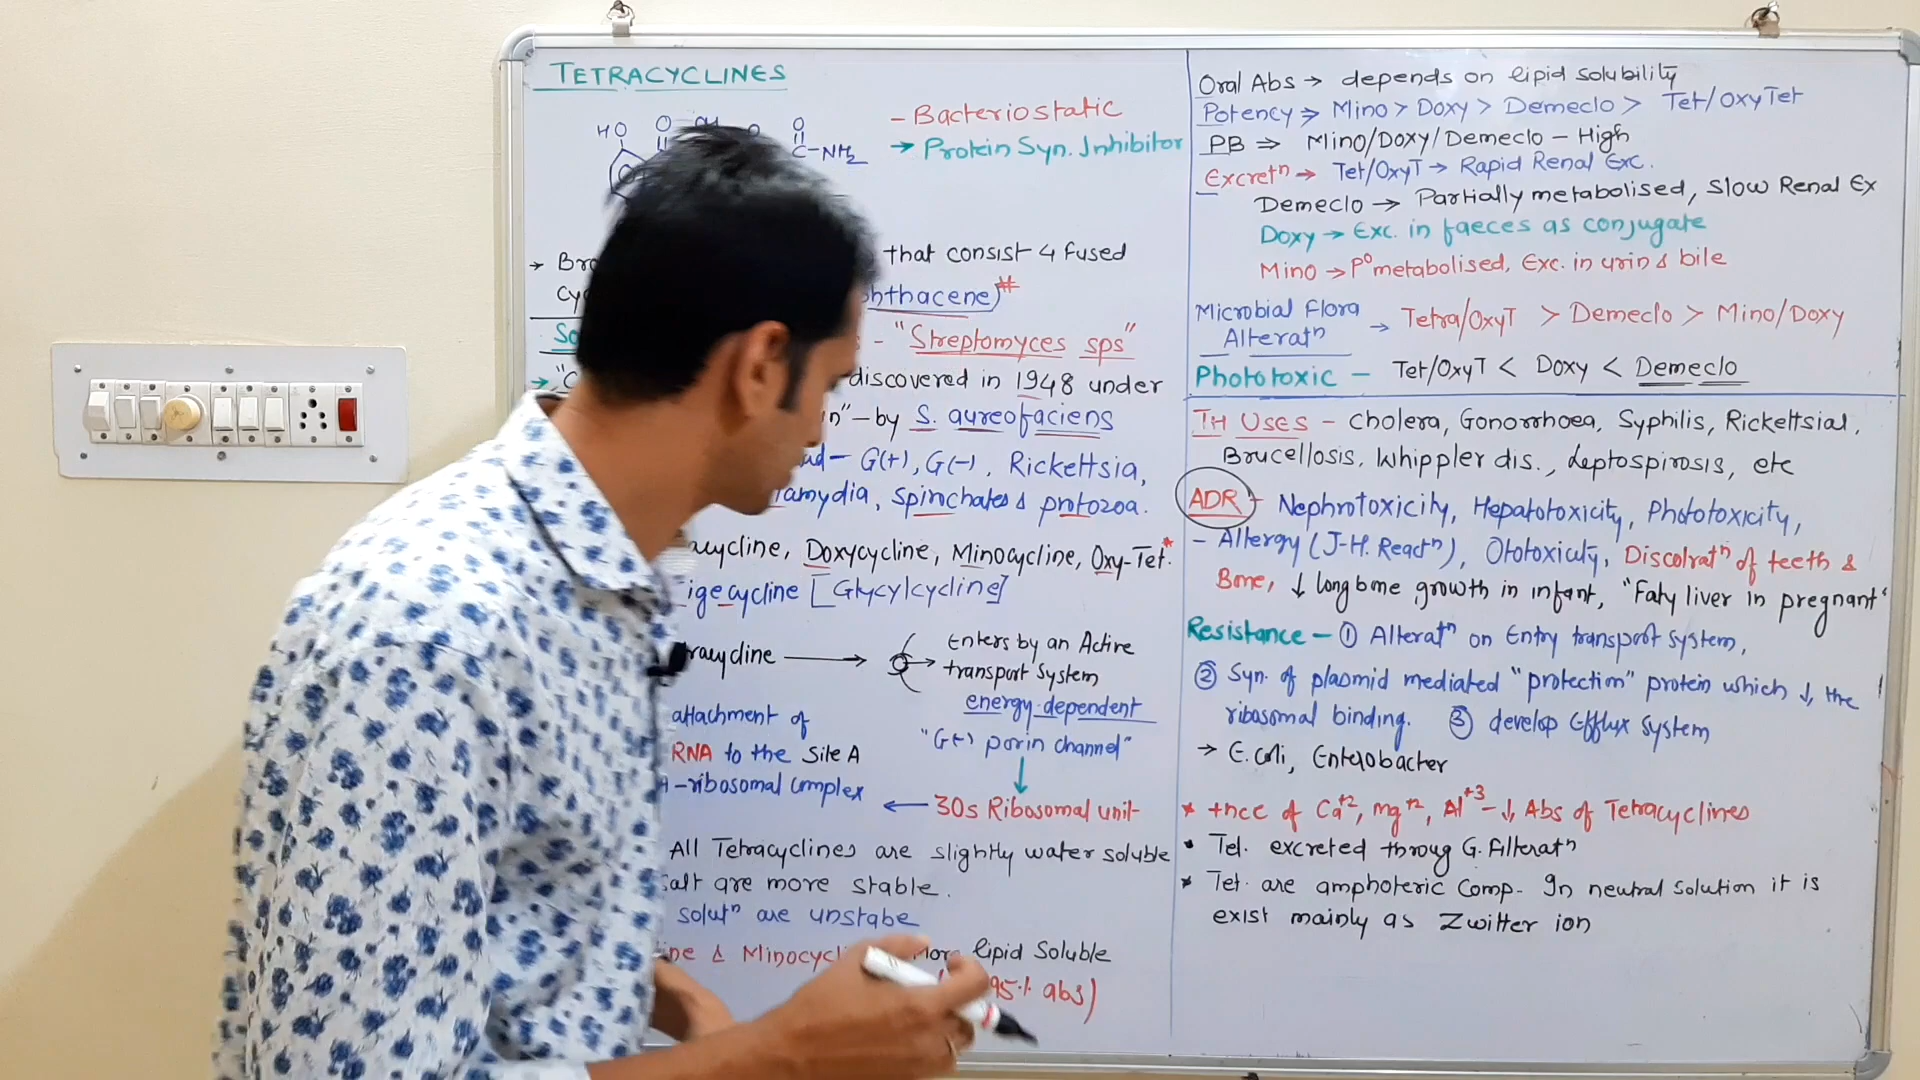 TETRACYCLINES
HO O OH O O
C-NH2
- Bacteriostatic
→ Protein Syn. Inhibitor
→ Bro that consist 4 fused
Cyc hthacene) #
So - "Streptomyces sps"
→ "C discovered in 1948 under
in" - by S. aureofaciens
ad - G(+), G(-), Rickettsia,
amydia, spirochates & protozoa.
acycline, Doxycycline, Minocycline, Oxy-Tet. *
igecycline [Glycylcycline]
racycline → Enters by an Active
transport system
energy-dependent
"G(-) porin channel"
attachment of
RNA to the Site A
A-ribosomal complex ← 30s Ribosomal unit
All Tetracyclines are slightly water soluble
Salt are more stable.
solutⁿ are unstabe
ine & Minocycli More lipid Soluble
95% abs)
Oral Abs → depends on lipid solubility
Potency ⇒ Mino > Doxy > Demeclo > Tet/OxyTet
PB ⇒ Mino/Doxy/Demeclo - High
Excretⁿ → Tet/OxyT → Rapid Renal Exc.
Demeclo → Partially metabolised, slow Renal Ex
Doxy → Exc. in faeces as conjugate
Mino → P° metabolised, Exc. in urin & bile
Microbial Flora
Alteratⁿ → Tetra/OxyT > Demeclo > Mino/Doxy
Phototoxic - Tet/OxyT < Doxy < Demeclo
TH USES - Cholera, Gonorrhoea, Syphilis, Rickettsial,
Brucellosis, Whippler dis., Leptospirosis, etc
ADR - Nephrotoxicity, Hepatotoxicity, Phototoxicity,
- Allergy (J-H. Reactⁿ), Ototoxicity, Discolratⁿ of teeth &
Bone, ↓ long bone growth in infant, "Faty liver in pregnant"
Resistance - ① Alteratⁿ on Entry transport system,
② Syn. of plasmid mediated "protection" protein which ↓ the
ribosomal binding. ③ develop Efflux system
→ E. Coli, Enterobacter
* +nce of Ca+2, mg+2, Al+3 - ↓ Abs of Tetracyclines
* Tet. excreted throug G. Filteratⁿ
* Tet. are amphoteric Comp. In neutral solution it is
exist mainly as Zwitter ion